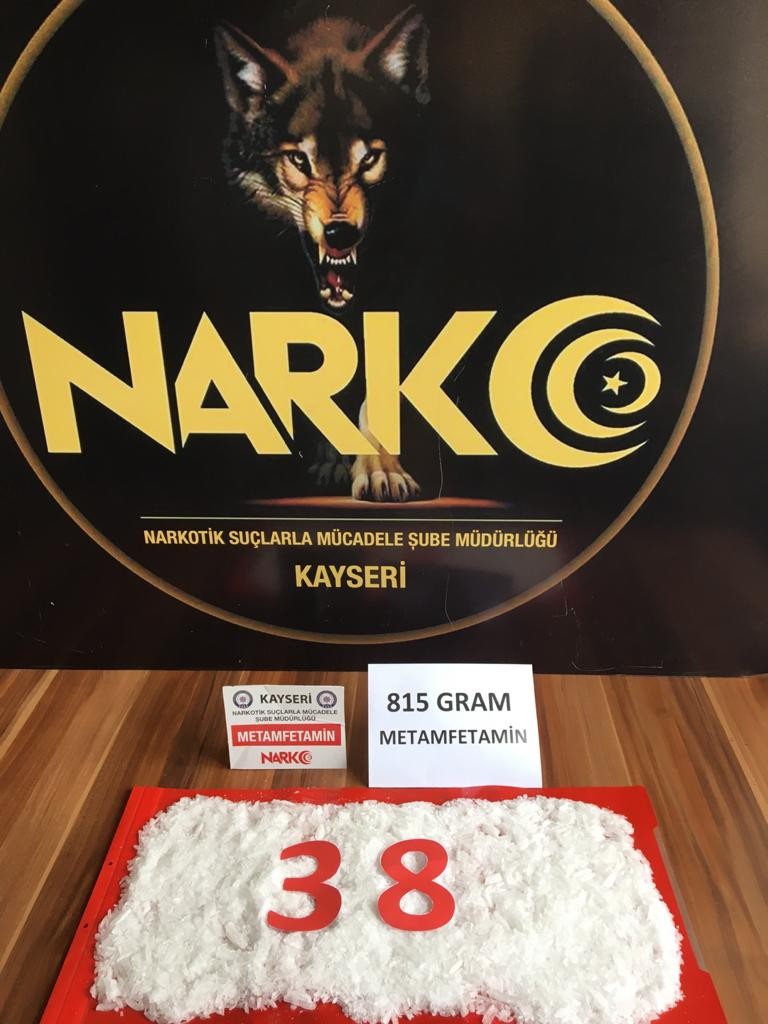 NARKO
NARKOTİK SUÇLARLA MÜCADELE ŞUBE MÜDÜRLÜĞÜ
KAYSERİ
KAYSERİ
NARKOTİK SUÇLARLA MÜCADELE
ŞUBE MÜDÜRLÜĞÜ
METAMFETAMİN
NARKO
815 GRAM
METAMFETAMİN
38